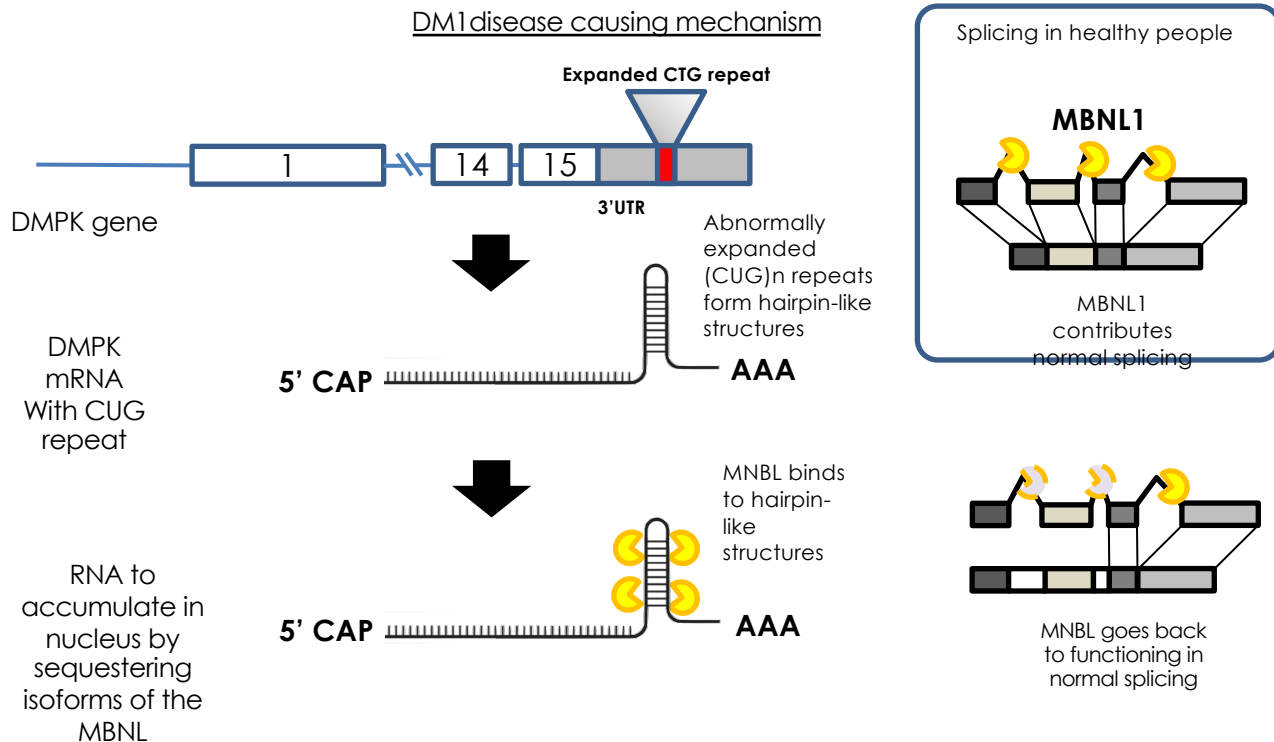 DM1disease causing mechanism
Expanded CTG repeat
1
14
15
3'UTR
DMPK gene
Abnormally
expanded
(CUG)n repeats
form hairpin-like
structures
DMPK
mRNA
With CUG
repeat
5' CAP
AAA
MNBL binds
to hairpin-
like
structures
RNA to
accumulate in
nucleus by
sequestering
isoforms of the
MBNL
5' CAP
AAA
Splicing in healthy people
MBNL1
MBNL1
contributes
normal splicing
MNBL goes back
to functioning in
normal splicing